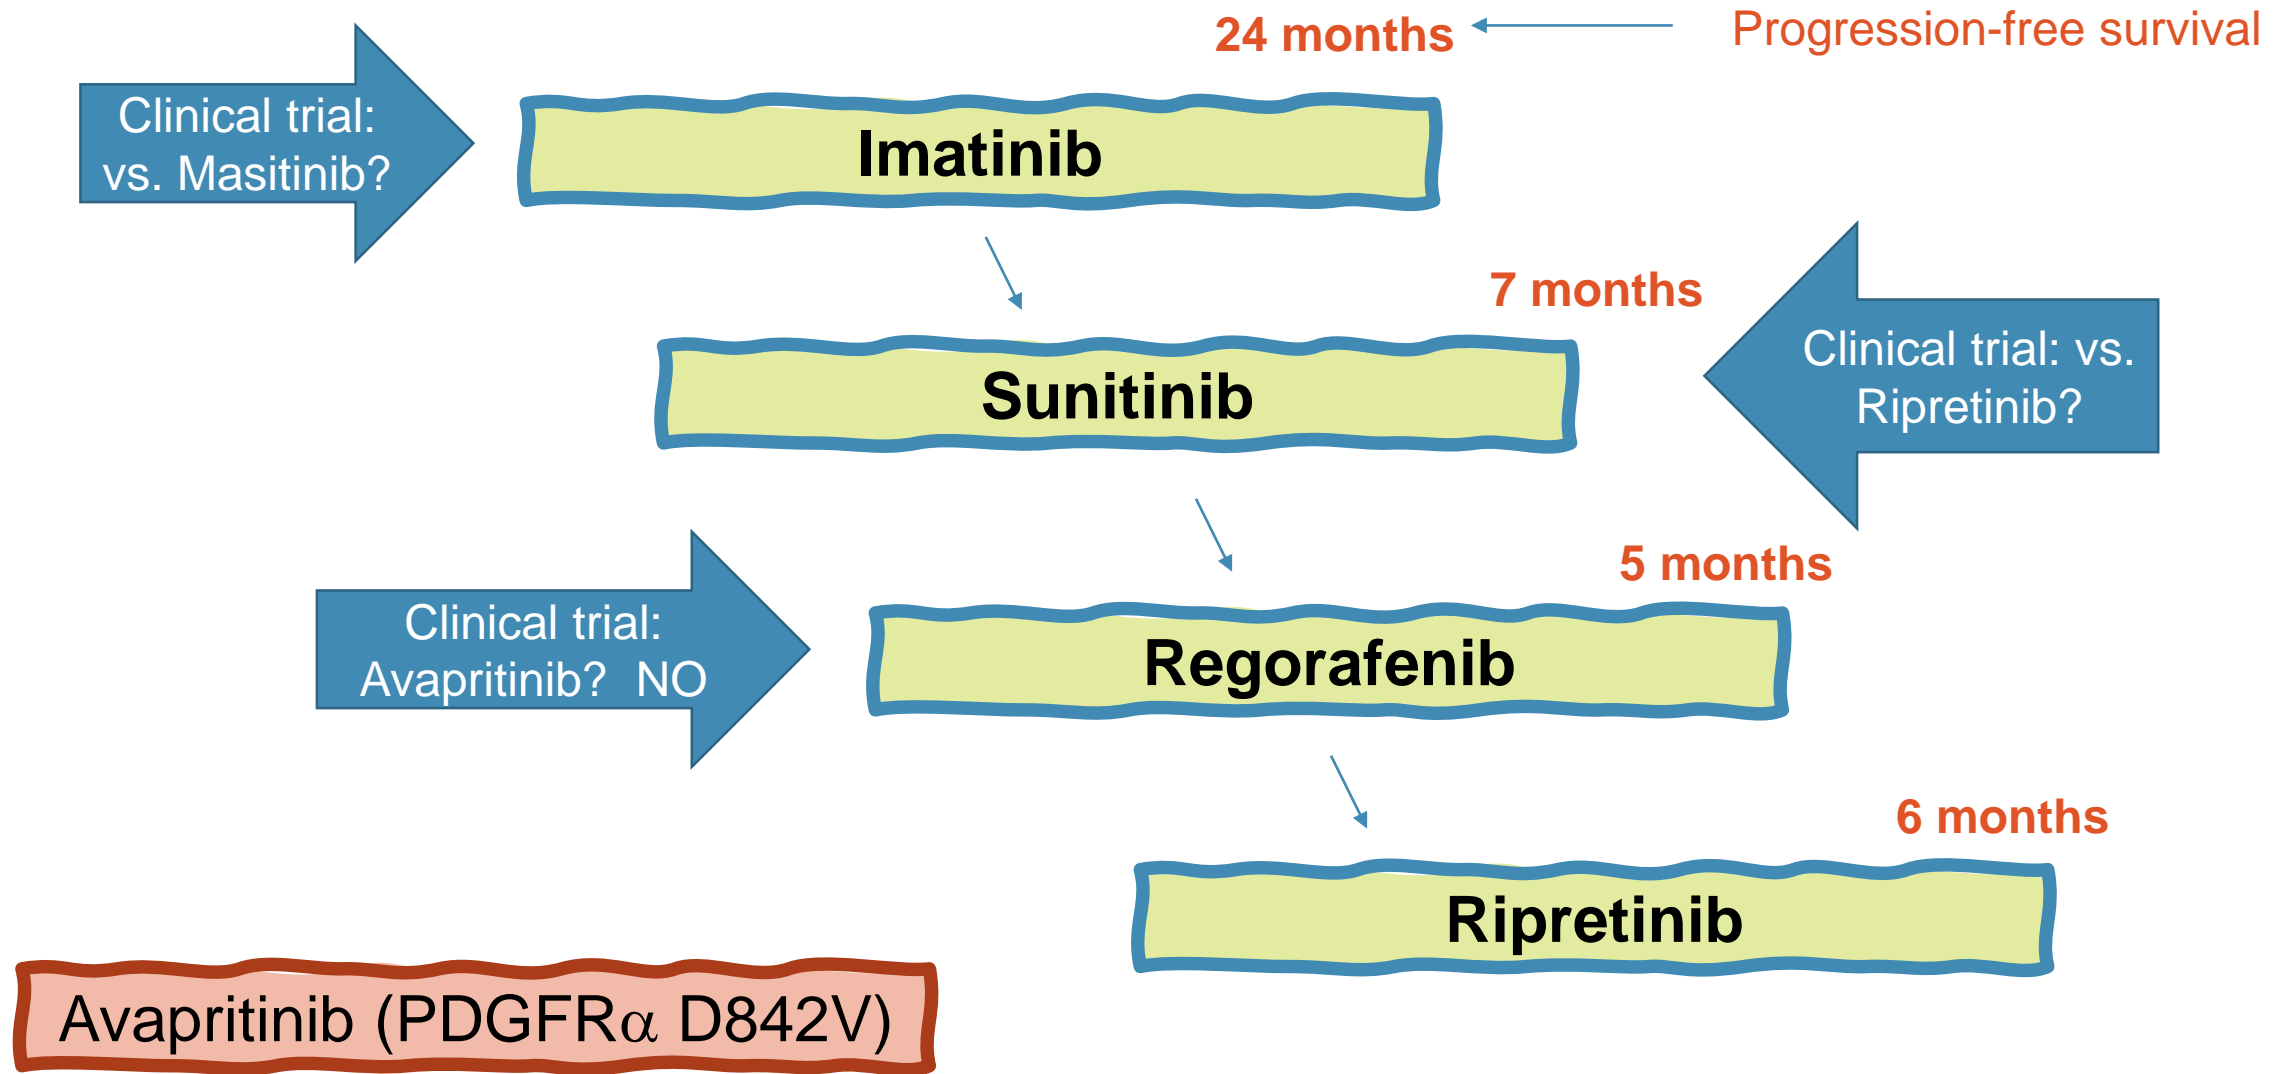 24 months
Progression-free survival
Clinical trial:
vs. Masitinib?
Imatinib
7 months
Clinical trial: vs.
Ripretinib?
Sunitinib
5 months
Clinical trial:
Avapritinib?  NO
Regorafenib
6 months
Ripretinib
Avapritinib (PDGFRα D842V)